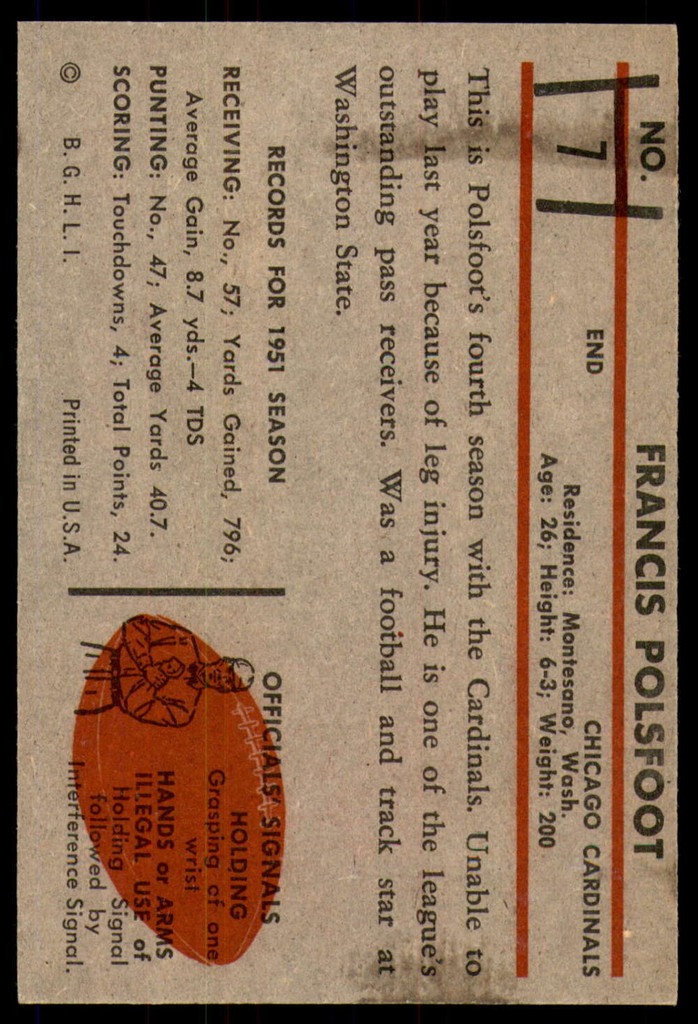 NO.
7
FRANCIS POLSFOOT
END
CHICAGO CARDINALS
Residence: Montesano, Wash.
Age: 26; Height: 6-3; Weight: 200
This is Polsfoot's fourth season with the Cardinals. Unable to
play last year because of leg injury. He is one of the league's
outstanding pass receivers. Was a football and track star at
Washington State.
RECORDS FOR 1951 SEASON
RECEIVING: No., 57; Yards Gained, 796;
Average Gain, 8.7 yds.—4 TDS
PUNTING: No., 47; Average Yards 40.7.
SCORING: Touchdowns, 4; Total Points, 24.
© B. G. H. L. I. Printed in U.S.A.
OFFICIALS' SIGNALS
HOLDING
Grasping of one
wrist
HANDS or ARMS
ILLEGAL USE of
Holding Signal
followed by
Interference Signal.